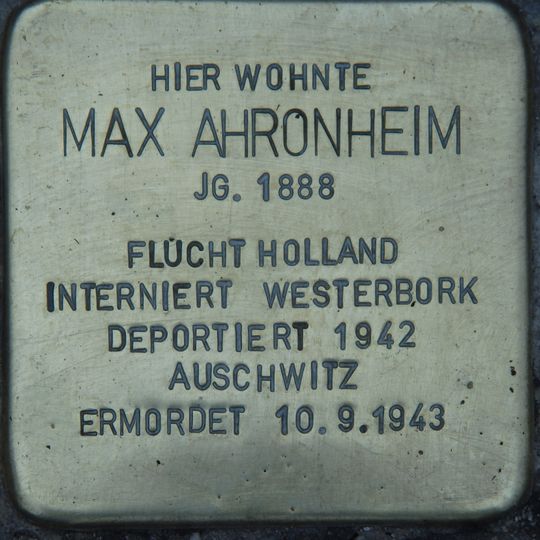 HIER WOHNTE
MAX AHRONHEIM
JG. 1888
FLUCHT HOLLAND
INTERNIERT WESTERBORK
DEPORTIERT 1942
AUSCHWITZ
ERMORDET 10.9.1943